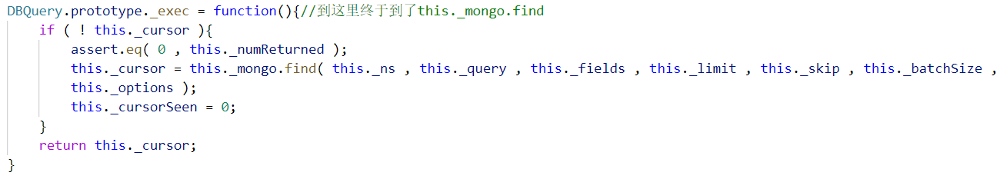 DBQuery.prototype._exec = function(){//到这里终于到了this._mongo.find
    if ( ! this._cursor ){
        assert.eq( 0 , this._numReturned );
        this._cursor = this._mongo.find( this._ns , this._query , this._fields , this._limit , this._skip , this._batchSize ,
        this._options );
        this._cursorSeen = 0;
    }
    return this._cursor;
}